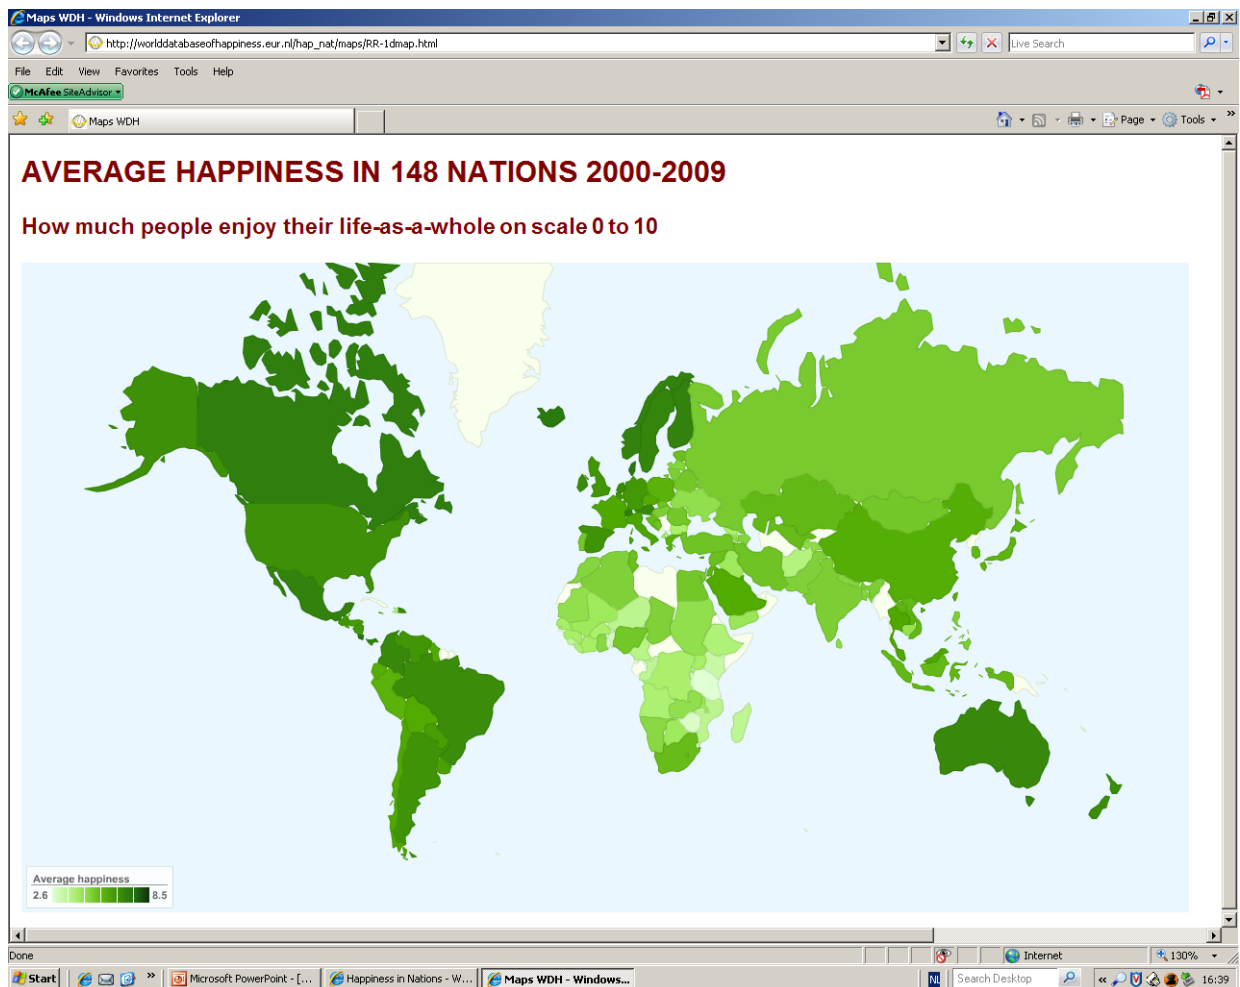 Maps WDH - Windows Internet Explorer
http://worlddatabaseofhappiness.eur.nl/hap_nat/maps/RR-1dmap.html
Live Search
File Edit View Favorites Tools Help
McAfee SiteAdvisor
Maps WDH
Page Tools
AVERAGE HAPPINESS IN 148 NATIONS 2000-2009
How much people enjoy their life-as-a-whole on scale 0 to 10
Average happiness
2.6 8.5
Done Internet 130%
Start Microsoft PowerPoint - [... Happiness in Nations - W... Maps WDH - Windows... NL Search Desktop 16:39